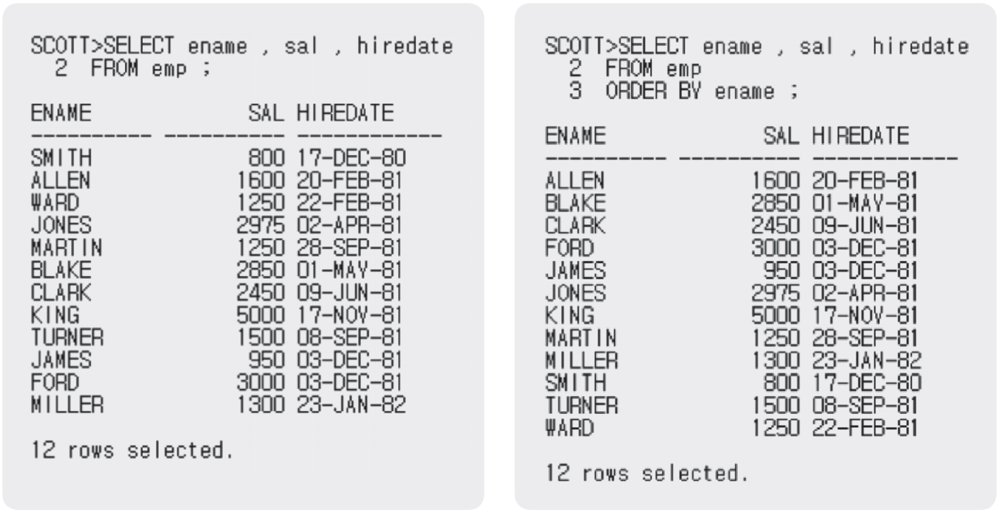 SCOTT>SELECT ename , sal , hiredate
  2  FROM emp ;
ENAME             SAL HIREDATE
---------- ---------- ------------
SMITH             800 17-DEC-80
ALLEN            1600 20-FEB-81
WARD             1250 22-FEB-81
JONES            2975 02-APR-81
MARTIN           1250 28-SEP-81
BLAKE            2850 01-MAY-81
CLARK            2450 09-JUN-81
KING             5000 17-NOV-81
TURNER           1500 08-SEP-81
JAMES             950 03-DEC-81
FORD             3000 03-DEC-81
MILLER           1300 23-JAN-82
12 rows selected.
SCOTT>SELECT ename , sal , hiredate
  2  FROM emp
  3  ORDER BY ename ;
ENAME             SAL HIREDATE
---------- ---------- ------------
ALLEN            1600 20-FEB-81
BLAKE            2850 01-MAY-81
CLARK            2450 09-JUN-81
FORD             3000 03-DEC-81
JAMES             950 03-DEC-81
JONES            2975 02-APR-81
KING             5000 17-NOV-81
MARTIN           1250 28-SEP-81
MILLER           1300 23-JAN-82
SMITH             800 17-DEC-80
TURNER           1500 08-SEP-81
WARD             1250 22-FEB-81
12 rows selected.